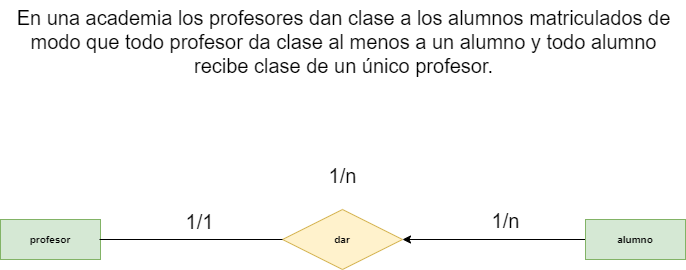 En una academia los profesores dan clase a los alumnos matriculados de
modo que todo profesor da clase al menos a un alumno y todo alumno
recibe clase de un único profesor.
1/n
1/1
1/n
profesor
dar
alumno